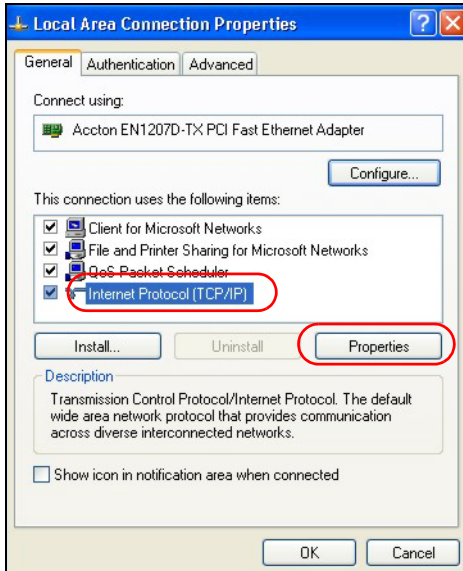 Local Area Connection Properties
General Authentication Advanced
Connect using:
Accton EN1207D-TX PCI Fast Ethernet Adapter
Configure...
This connection uses the following items:
Client for Microsoft Networks
File and Printer Sharing for Microsoft Networks
QoS Packet Scheduler
Internet Protocol (TCP/IP)
Install... Uninstall Properties
Description
Transmission Control Protocol/Internet Protocol. The default
wide area network protocol that provides communication
across diverse interconnected networks.
Show icon in notification area when connected
OK Cancel